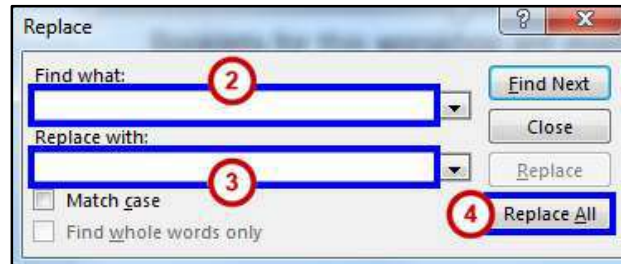 Replace
Find what:
2
Find Next
Close
Replace with:
3
Replace
Match case
4
Replace All
Find whole words only